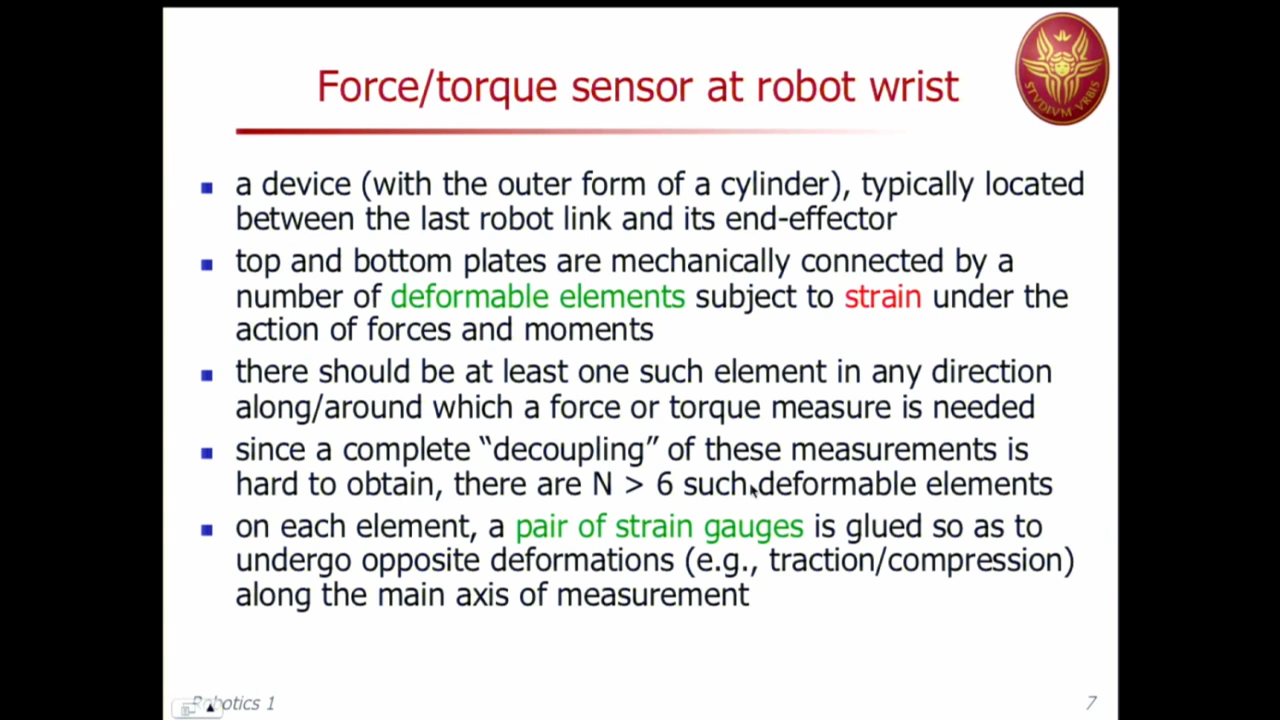 Force/torque sensor at robot wrist
STVDIVM VRBIS
a device (with the outer form of a cylinder), typically located
between the last robot link and its end-effector
top and bottom plates are mechanically connected by a
number of deformable elements subject to strain under the
action of forces and moments
there should be at least one such element in any direction
along/around which a force or torque measure is needed
since a complete “decoupling” of these measurements is
hard to obtain, there are N > 6 such deformable elements
on each element, a pair of strain gauges is glued so as to
undergo opposite deformations (e.g., traction/compression)
along the main axis of measurement
Robotics 1
7